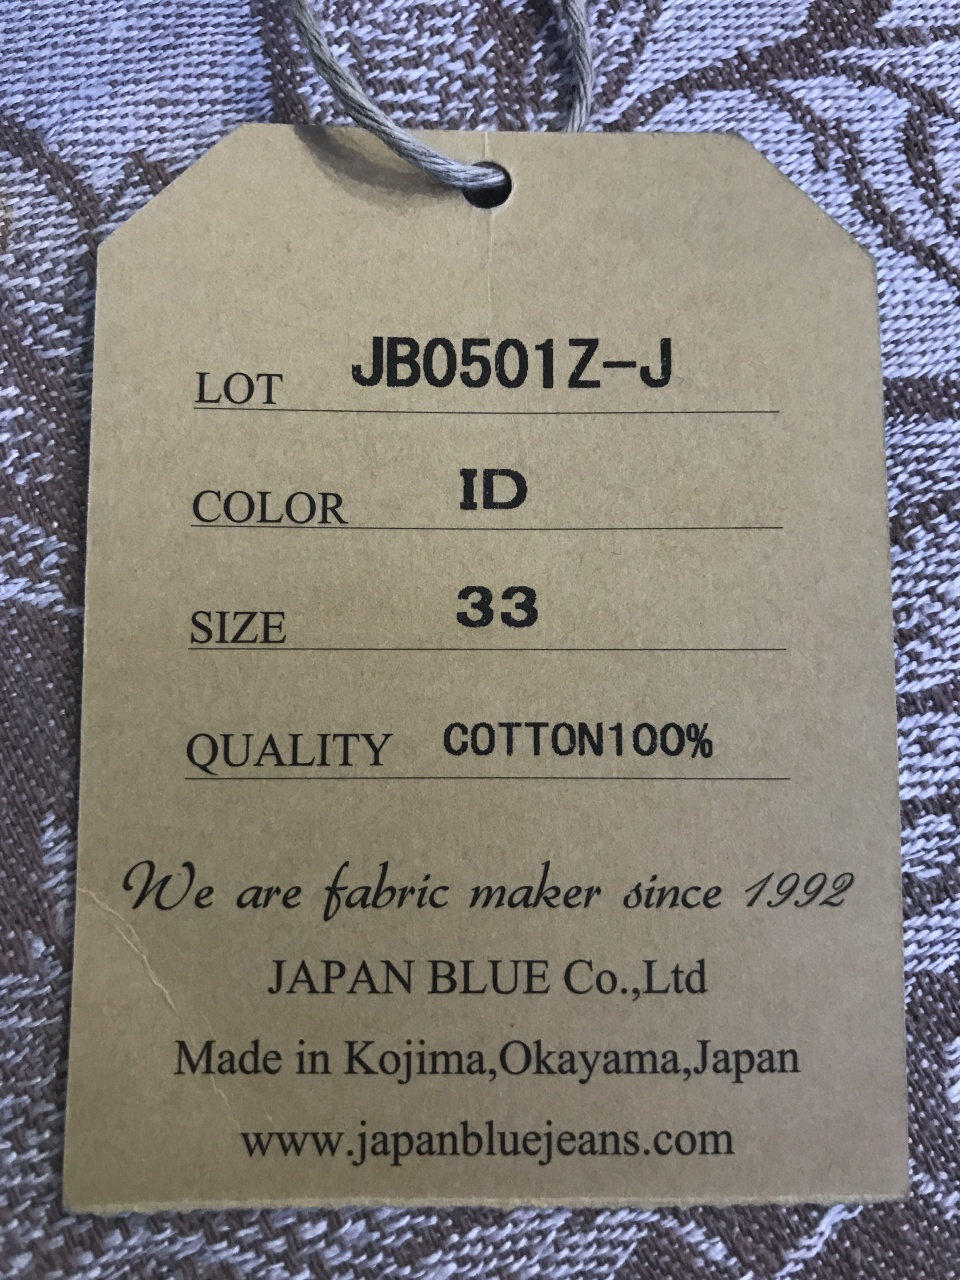 LOT JB0501Z-J
COLOR ID
SIZE 33
QUALITY COTTON100%
We are fabric maker since 1992
JAPAN BLUE Co.,Ltd
Made in Kojima,Okayama,Japan
www.japanbluejeans.com